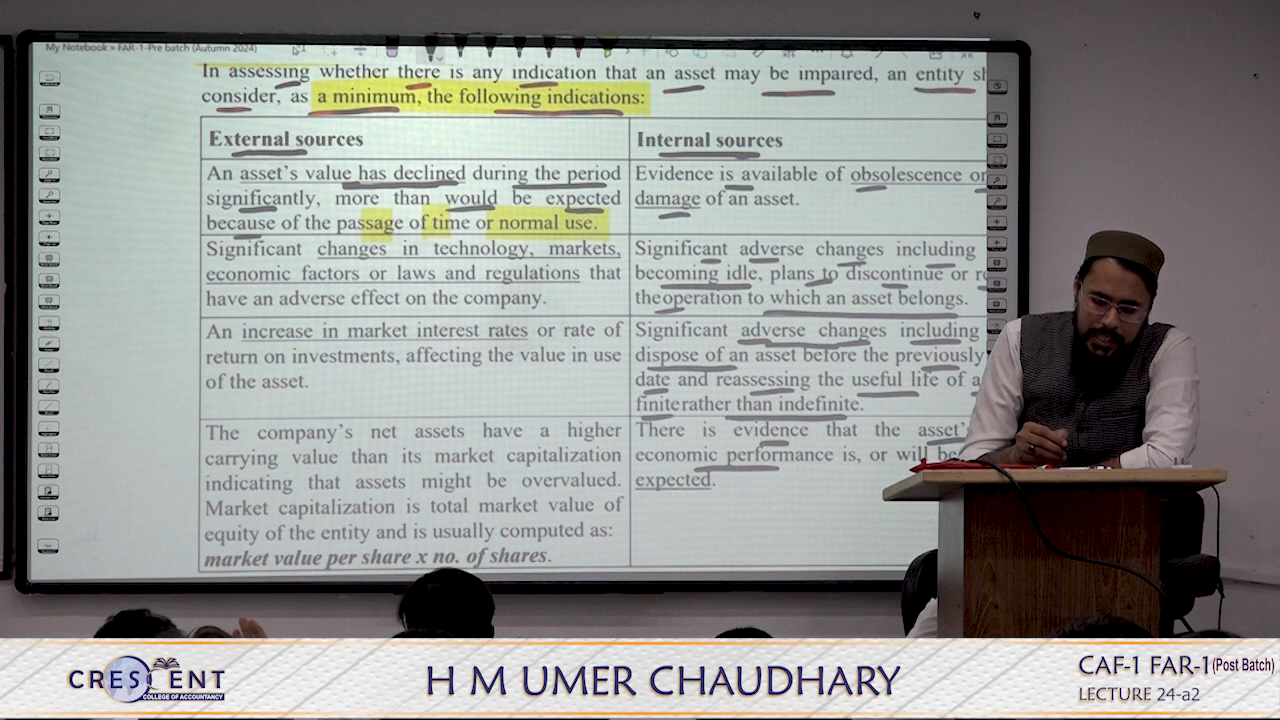 My Notebook » FAR-1-Pre batch (Autumn 2024)
In assessing whether there is any indication that an asset may be impaired, an entity sh
consider, as a minimum, the following indications:
External sources
An asset's value has declined during the period
significantly, more than would be expected
because of the passage of time or normal use.
Significant changes in technology, markets,
economic factors or laws and regulations that
have an adverse effect on the company.
An increase in market interest rates or rate of
return on investments, affecting the value in use
of the asset.
The company's net assets have a higher
carrying value than its market capitalization
indicating that assets might be overvalued.
Market capitalization is total market value of
equity of the entity and is usually computed as:
market value per share x no. of shares.
Internal sources
Evidence is available of obsolescence or
damage of an asset.
Significant adverse changes including
becoming idle, plans to discontinue or
the operation to which an asset belongs.
Significant adverse changes including
dispose of an asset before the previously
date and reassessing the useful life of a
finite rather than indefinite.
There is evidence that the asset's
economic performance is, or will be
expected.
CRESCENT
COLLEGE OF ACCOUNTANCY
H M UMER CHAUDHARY
CAF-1 FAR-1 (Post Batch)
LECTURE 24-a2